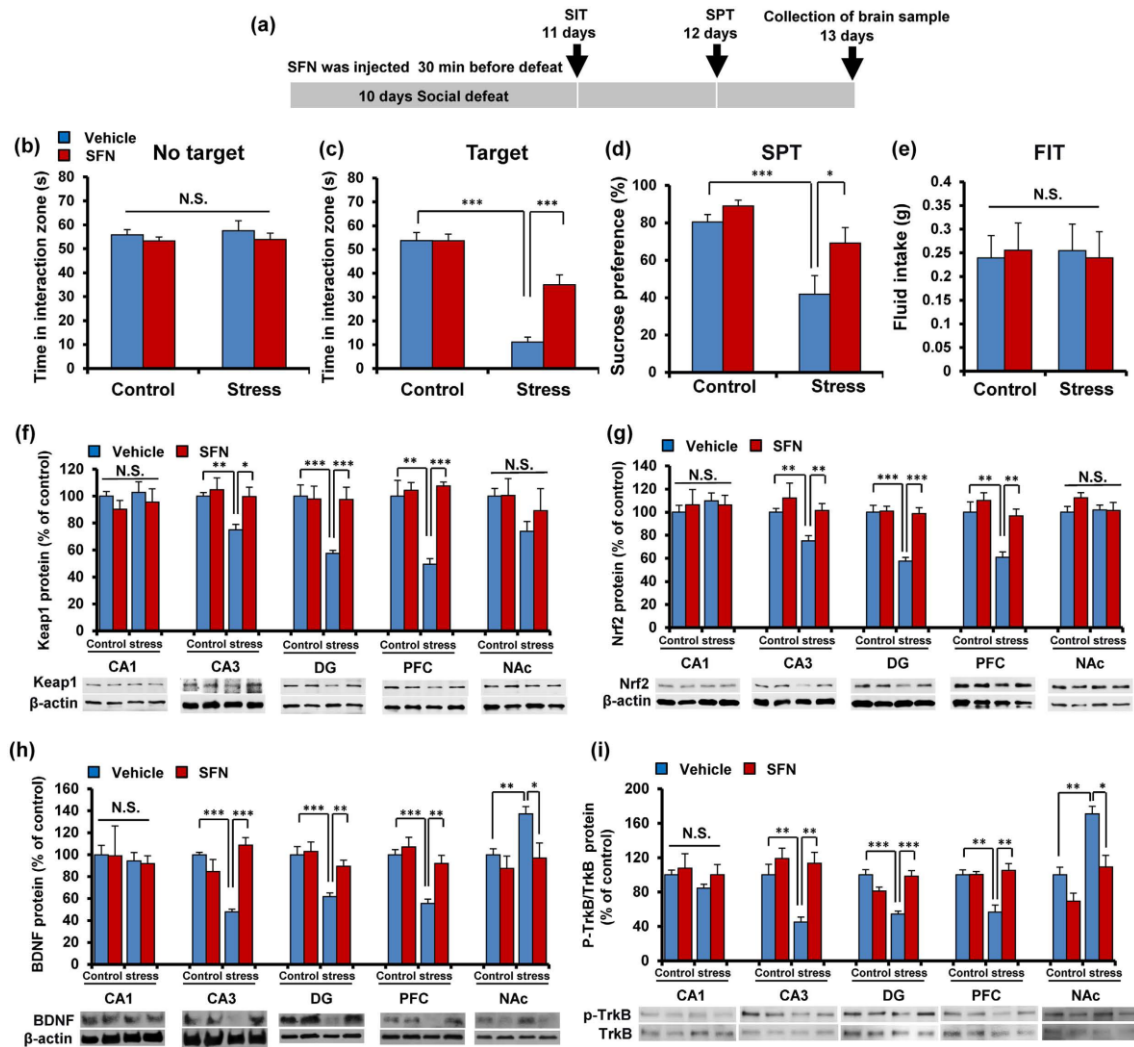 (a)
SIT
11 days
SPT
12 days
Collection of brain sample
13 days
SFN was injected 30 min before defeat
10 days Social defeat
(b)
Vehicle
SFN
No target
N.S.
Time in interaction zone (s)
80
70
60
50
40
30
20
10
0
Control
Stress
(c)
Target
***
***
Time in interaction zone (s)
80
70
60
50
40
30
20
10
0
Control
Stress
(d)
SPT
***
*
Sucrose preference (%)
100
80
60
40
20
0
Control
Stress
(e)
FIT
N.S.
Fluid intake (g)
0.4
0.35
0.3
0.25
0.2
0.15
0.1
0.05
0
Control
Stress
(f)
Vehicle
SFN
N.S.
** *
*** ***
** ***
N.S.
Keap1 protein (% of control)
120
100
80
60
40
20
0
Control stress Control stress Control stress Control stress Control stress
CA1 CA3 DG PFC NAc
Keap1
β-actin
(g)
Vehicle
SFN
N.S.
** **
*** ***
** **
N.S.
Nrf2 protein (% of control)
140
120
100
80
60
40
20
0
Control stress Control stress Control stress Control stress Control stress
CA1 CA3 DG PFC NAc
Nrf2
β-actin
(h)
Vehicle
SFN
N.S.
*** ***
*** **
*** **
** *
BDNF protein (% of control)
160
140
120
100
80
60
40
20
0
Control stress Control stress Control stress Control stress Control stress
CA1 CA3 DG PFC NAc
BDNF
β-actin
(i)
Vehicle
SFN
N.S.
** **
*** ***
** **
** *
P-TrkB/TrkB protein
(% of control)
200
160
120
80
40
0
Control stress Control stress Control stress Control stress Control stress
CA1 CA3 DG PFC NAc
p-TrkB
TrkB